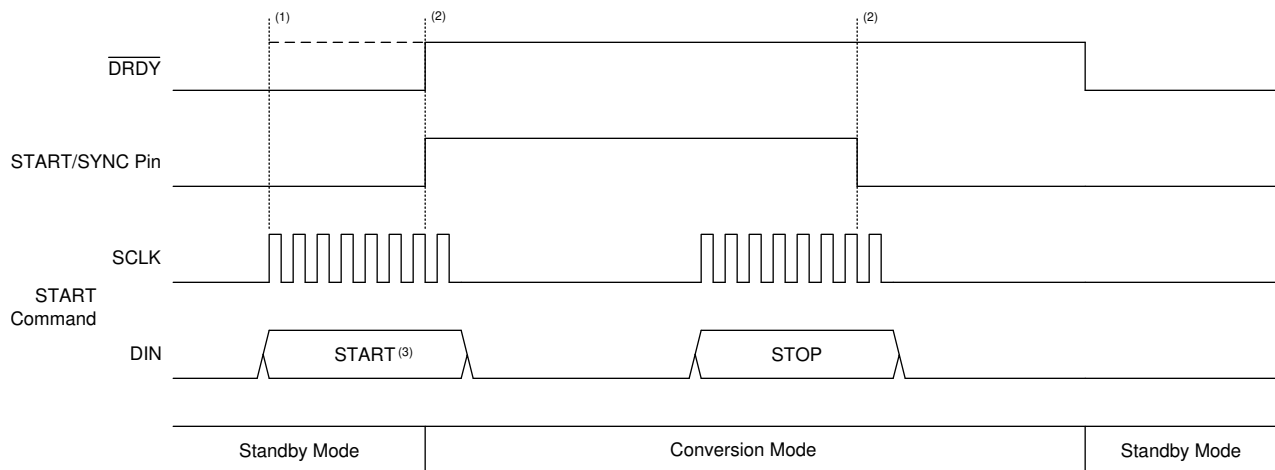 (1)
(2)
(2)
DRDY
START/SYNC Pin
SCLK
START
Command
DIN
START(3)
STOP
Standby Mode
Conversion Mode
Standby Mode